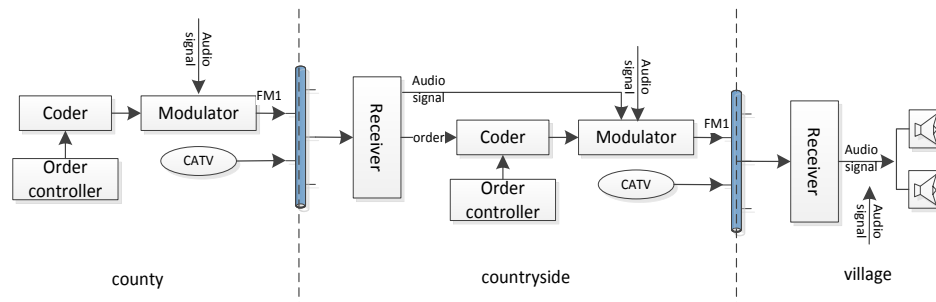 Audio
signal
Coder
Modulator
FM1
Order
controller
CATV
county
Receiver
Audio
signal
order
Audio
signal
Coder
Modulator
FM1
Order
controller
CATV
countryside
Receiver
Audio
signal
Audio
signal
village